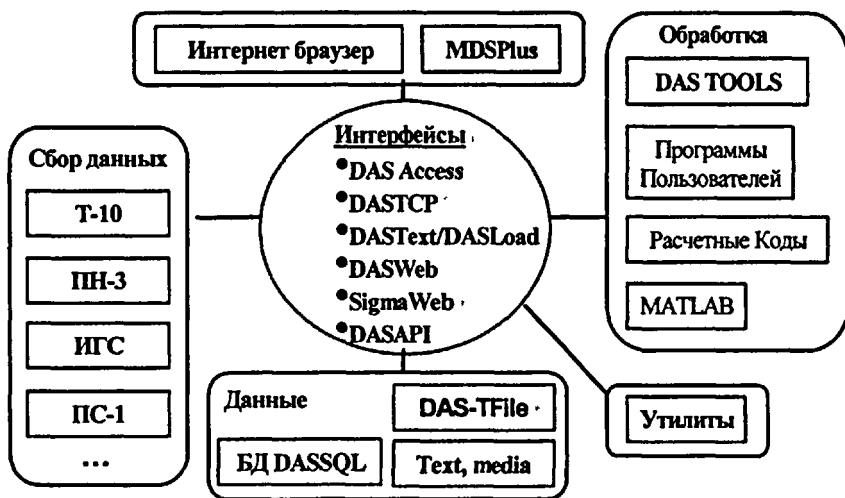 Интернет браузер
MDSPlus
Обработка
DAS TOOLS
Программы
Пользователей
Расчетные Коды
MATLAB
Сбор данных
Т-10
ПН-3
ИГС
ПС-1
...
Интерфейсы
•DAS Access
•DASTCP
•DASText/DASLoad
•DASWeb
•SigmaWeb
•DASAPI
Данные
DAS-TFile
БД DASSQL
Text, media
Утилиты